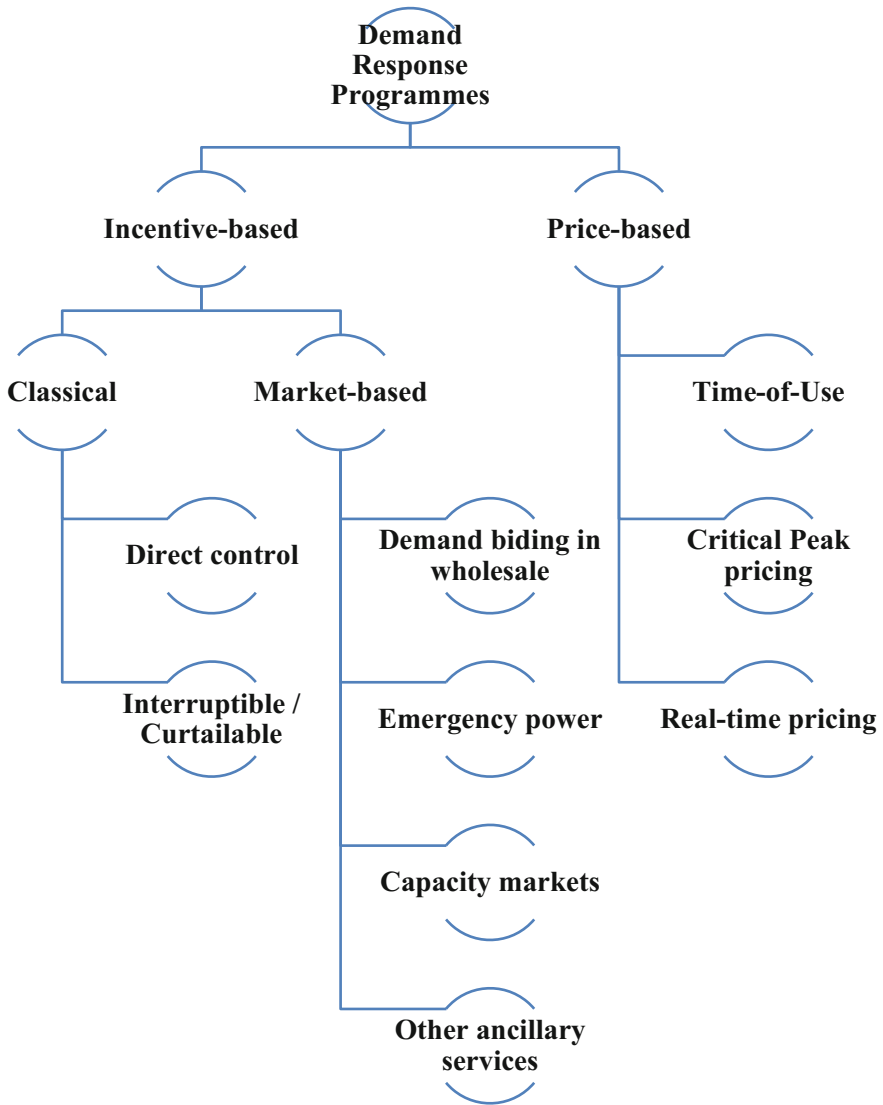 Demand
Response
Programmes
Incentive-based
Price-based
Classical
Market-based
Time-of-Use
Direct control
Demand biding in
wholesale
Critical Peak
pricing
Interruptible /
Curtailable
Emergency power
Real-time pricing
Capacity markets
Other ancillary
services